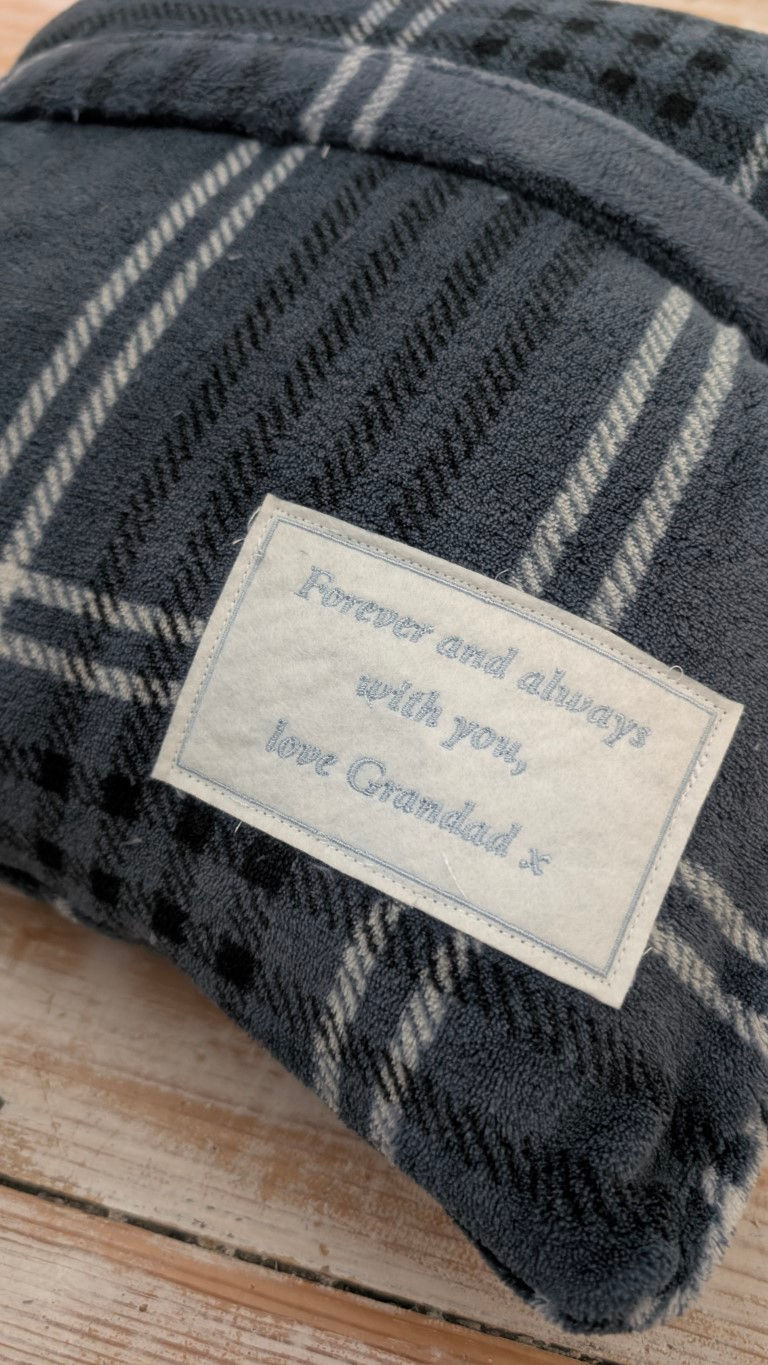 Forever and always
with you,
love Grandad x